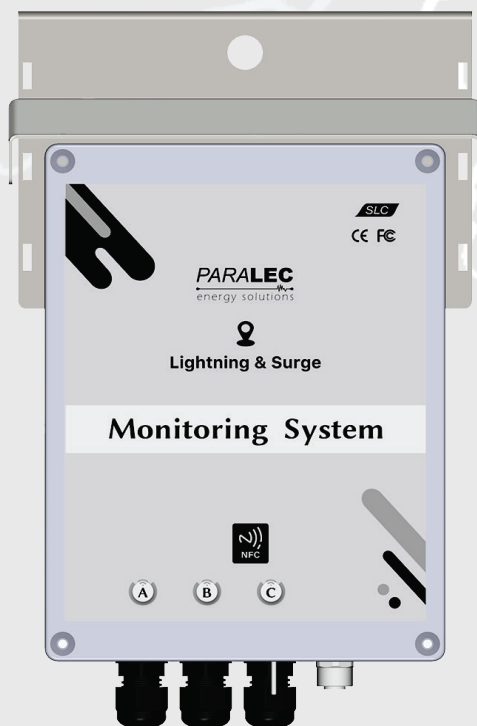 SLC
CE FC
PARALEC
energy solutions
Lightning & Surge
Monitoring System
NFC
A B C